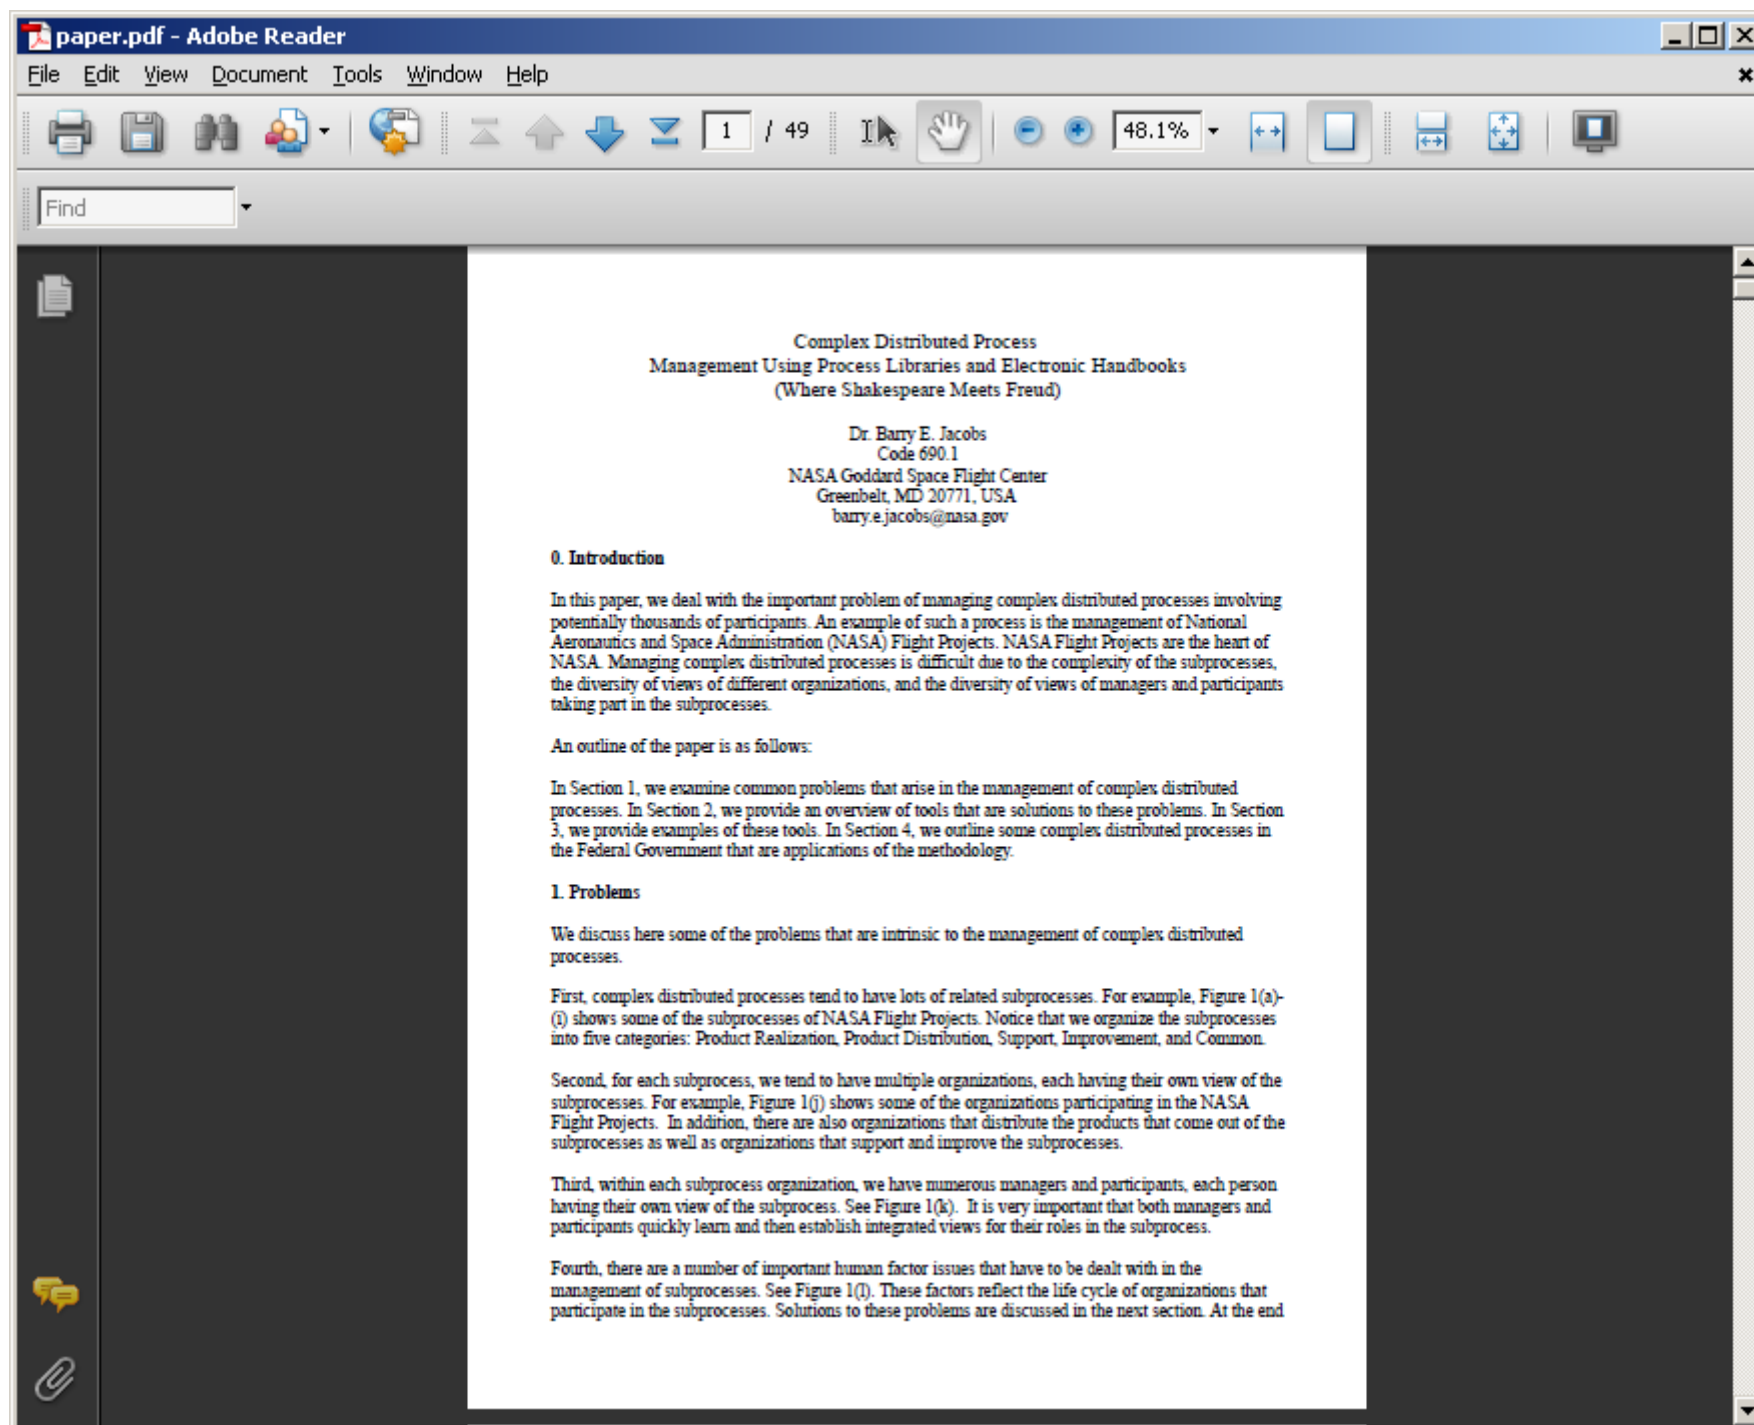 paper.pdf - Adobe Reader
File Edit View Document Tools Window Help
1 / 49 48.1%
Find
Complex Distributed Process
Management Using Process Libraries and Electronic Handbooks
(Where Shakespeare Meets Freud)
Dr. Barry E. Jacobs
Code 690.1
NASA Goddard Space Flight Center
Greenbelt, MD 20771, USA
barry.e.jacobs@nasa.gov
0. Introduction
In this paper, we deal with the important problem of managing complex distributed processes involving
potentially thousands of participants. An example of such a process is the management of National
Aeronautics and Space Administration (NASA) Flight Projects. NASA Flight Projects are the heart of
NASA. Managing complex distributed processes is difficult due to the complexity of the subprocesses,
the diversity of views of different organizations, and the diversity of views of managers and participants
taking part in the subprocesses.
An outline of the paper is as follows:
In Section 1, we examine common problems that arise in the management of complex distributed
processes. In Section 2, we provide an overview of tools that are solutions to these problems. In Section
3, we provide examples of these tools. In Section 4, we outline some complex distributed processes in
the Federal Government that are applications of the methodology.
1. Problems
We discuss here some of the problems that are intrinsic to the management of complex distributed
processes.
First, complex distributed processes tend to have lots of related subprocesses. For example, Figure 1(a)-
(i) shows some of the subprocesses of NASA Flight Projects. Notice that we organize the subprocesses
into five categories: Product Realization, Product Distribution, Support, Improvement, and Common.
Second, for each subprocess, we tend to have multiple organizations, each having their own view of the
subprocesses. For example, Figure 1(j) shows some of the organizations participating in the NASA
Flight Projects. In addition, there are also organizations that distribute the products that come out of the
subprocesses as well as organizations that support and improve the subprocesses.
Third, within each subprocess organization, we have numerous managers and participants, each person
having their own view of the subprocess. See Figure 1(k). It is very important that both managers and
participants quickly learn and then establish integrated views for their roles in the subprocess.
Fourth, there are a number of important human factor issues that have to be dealt with in the
management of subprocesses. See Figure 1(l). These factors reflect the life cycle of organizations that
participate in the subprocesses. Solutions to these problems are discussed in the next section. At the end